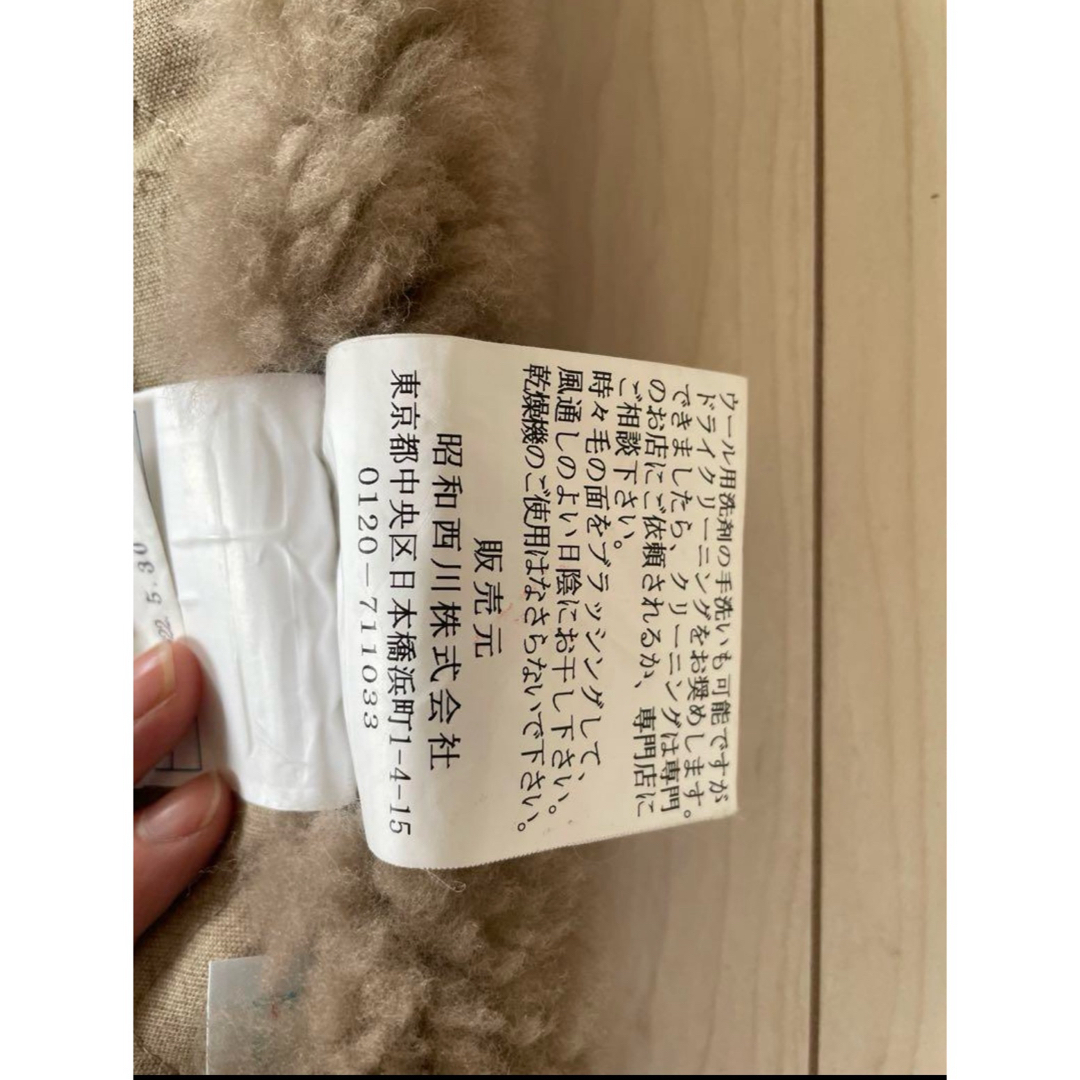 ウール用洗剤の手洗いも可能ですが
ドライクリーニングをお奨めします。
できましたら、クリーニングは専門
のお店にご依頼されるか、専門店に
ご相談下さい。
時々毛の面をブラッシングして、
風通しのよい日陰にお干し下さい。
乾燥機のご使用はなさらないで下さい。
販売元
昭和西川株式会社
東京都中央区日本橋浜町1-4-15
0120-711033
5.30